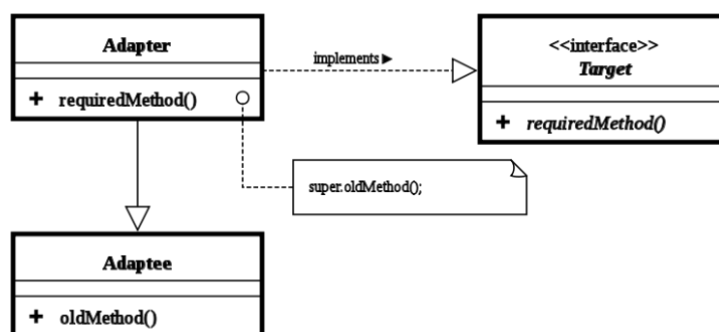 Adapter
+ requiredMethod()
implements ►
<<interface>>
Target
+ requiredMethod()
super.oldMethod();
Adaptee
+ oldMethod()